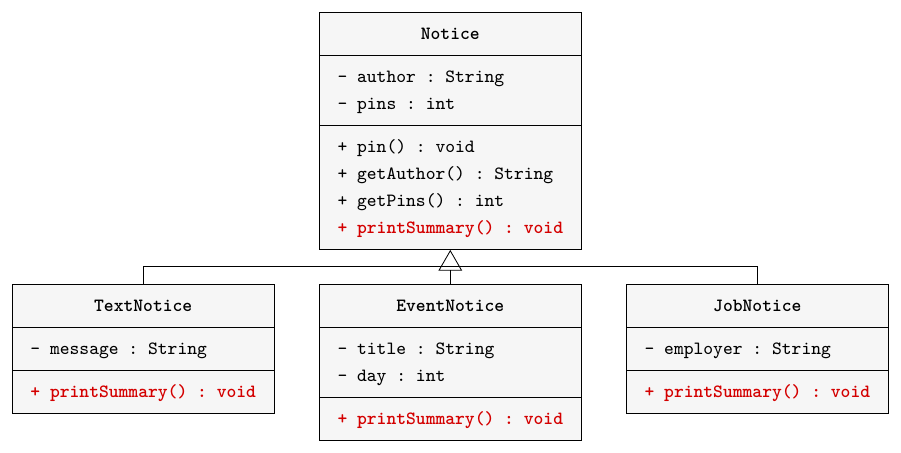 Notice
- author : String
- pins : int
+ pin() : void
+ getAuthor() : String
+ getPins() : int
+ printSummary() : void
TextNotice
- message : String
+ printSummary() : void
EventNotice
- title : String
- day : int
+ printSummary() : void
JobNotice
- employer : String
+ printSummary() : void